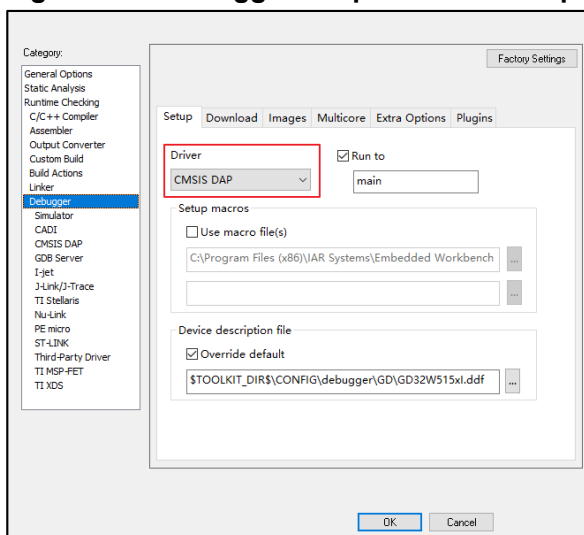 Category:
Factory Settings
General Options
Static Analysis
Runtime Checking
C/C++ Compiler
Assembler
Output Converter
Custom Build
Build Actions
Linker
Debugger
Simulator
CADI
CMSIS DAP
GDB Server
I-jet
J-Link/J-Trace
TI Stellaris
Nu-Link
PE micro
ST-LINK
Third-Party Driver
TI MSP-FET
TI XDS
Setup Download Images Multicore Extra Options Plugins
Driver
CMSIS DAP
Run to
main
Setup macros
Use macro file(s)
C:\Program Files (x86)\IAR Systems\Embedded Workbench
...
...
Device description file
Override default
$TOOLKIT_DIR$\CONFIG\debugger\GD\GD32W515xI.ddf
...
OK Cancel